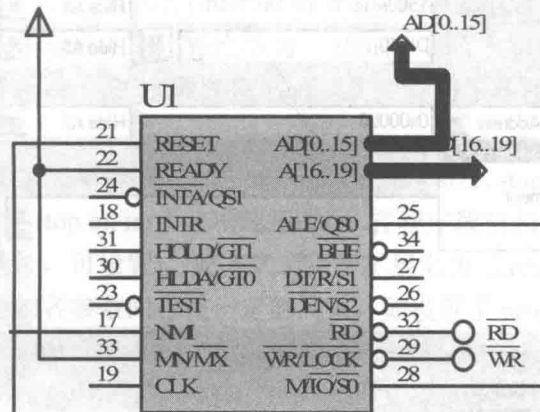 AD[0..15]
U1
21 RESET AD[0..15] [16..19]
22 READY A[16..19]
24 INTA/QS1
18 INTR ALE/QS0 25
31 HOLD/GT1 BHE 34
30 HLDA/GT0 DT/R/S1 27
23 TEST DEN/S2 26
17 NMI RD 32 RD
33 MN/MX WR/LOCK 29 WR
19 CLK M/IO/S0 28